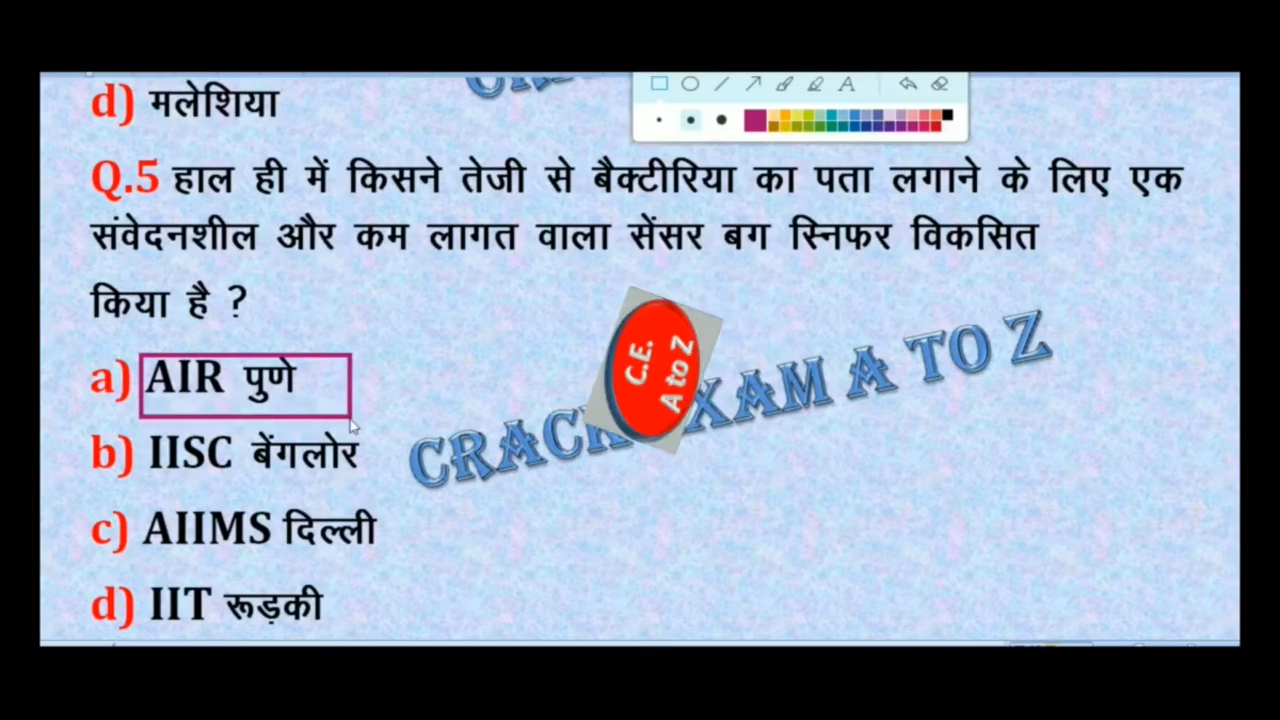 d) मलेशिया
Q.5 हाल ही में किसने तेजी से बैक्टीरिया का पता लगाने के लिए एक
संवेदनशील और कम लागत वाला सेंसर बग स्निफर विकसित
किया है ?
a) AIR पुणे
b) IISC बेंगलोर
c) AIIMS दिल्ली
d) IIT रूड़की
C.E.
A to Z
CRACK EXAM A TO Z
A